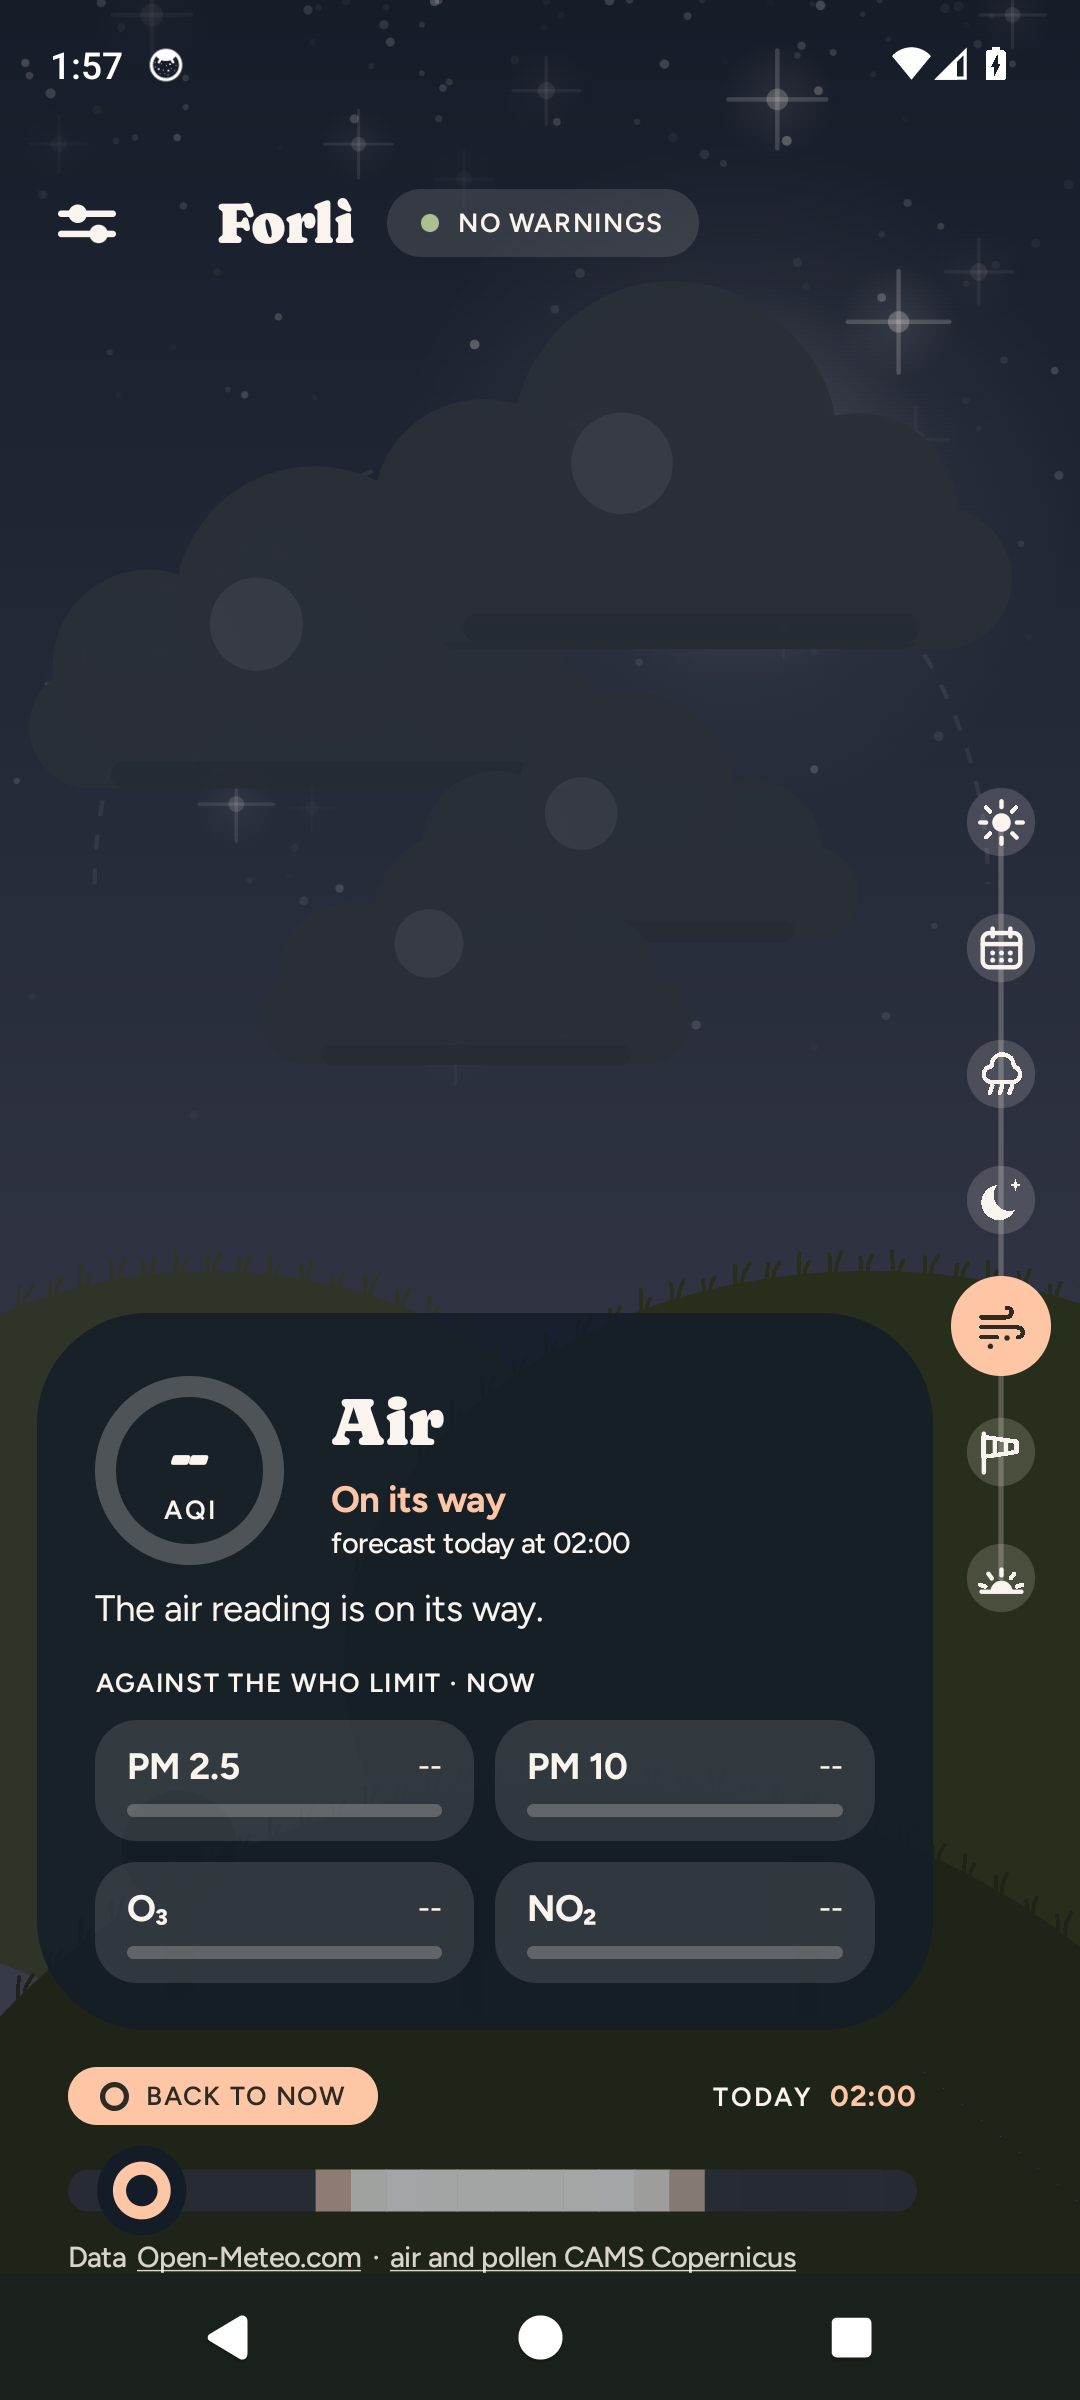 1:57
Forlì
NO WARNINGS
--
AQI
Air
On its way
forecast today at 02:00
The air reading is on its way.
AGAINST THE WHO LIMIT · NOW
PM 2.5 --
PM 10 --
O₃ --
NO₂ --
BACK TO NOW
TODAY 02:00
Data Open-Meteo.com · air and pollen CAMS Copernicus